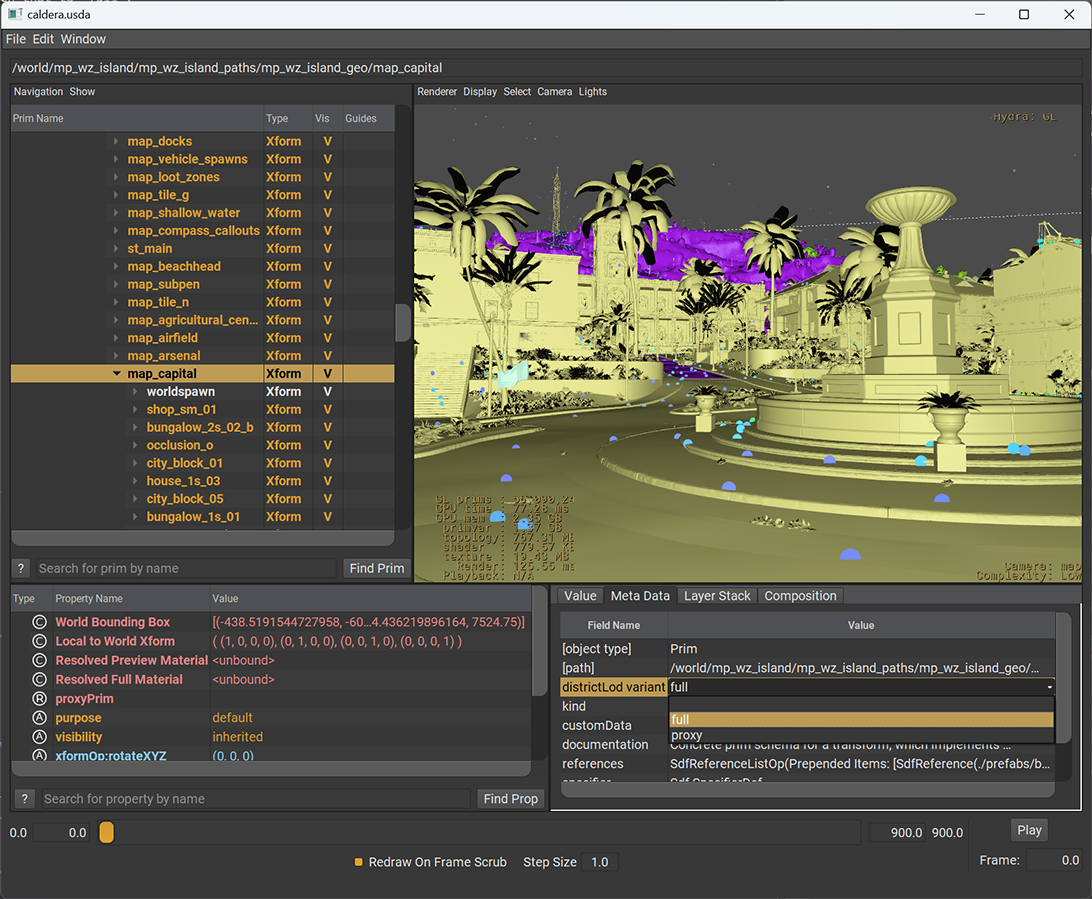 caldera.usda
File Edit Window
/world/mp_wz_island/mp_wz_island_paths/mp_wz_island_geo/map_capital
Navigation Show
Prim Name Type Vis Guides
map_docks Xform V
map_vehicle_spawns Xform V
map_loot_zones Xform V
map_tile_g Xform V
map_shallow_water Xform V
map_compass_callouts Xform V
st_main Xform V
map_beachhead Xform V
map_subpen Xform V
map_tile_n Xform V
map_agricultural_cen... Xform V
map_airfield Xform V
map_arsenal Xform V
map_capital Xform V
worldspawn Xform V
shop_sm_01 Xform V
bungalow_2s_02_b Xform V
occlusion_o Xform V
city_block_01 Xform V
house_1s_03 Xform V
city_block_05 Xform V
bungalow_1s_01 Xform V
? Search for prim by name Find Prim
Renderer Display Select Camera Lights
Hydra: GL
GL prims :
GPU time : 77.28 ms
GPU mem
primvar
topology: 767.31 MB
shader : 779.57 KB
texture : 19.43 MB
Render: 125.55 ms
Playback: N/A
Camera: map
Complexity: Low
Type Property Name Value
C World Bounding Box [(-438.5191544727958, -60...4.436219896164, 7524.75)]
C Local to World Xform ( (1, 0, 0, 0), (0, 1, 0, 0), (0, 0, 1, 0), (0, 0, 0, 1) )
C Resolved Preview Material <unbound>
C Resolved Full Material <unbound>
R proxyPrim
A purpose default
A visibility inherited
A xformOp:rotateXYZ (0, 0, 0)
? Search for property by name Find Prop
Value Meta Data Layer Stack Composition
Field Name Value
[object type] Prim
[path] /world/mp_wz_island/mp_wz_island_paths/mp_wz_island_geo/...
districtLod variant full
kind
full
customData
proxy
documentation Concrete prim schema for a transform, which implements ...
references SdfReferenceListOp(Prepended Items: [SdfReference(./prefabs/b...
specifier Sdf.SpecifierDef
0.0 0.0 900.0 900.0 Play
Redraw On Frame Scrub Step Size 1.0 Frame: 0.0